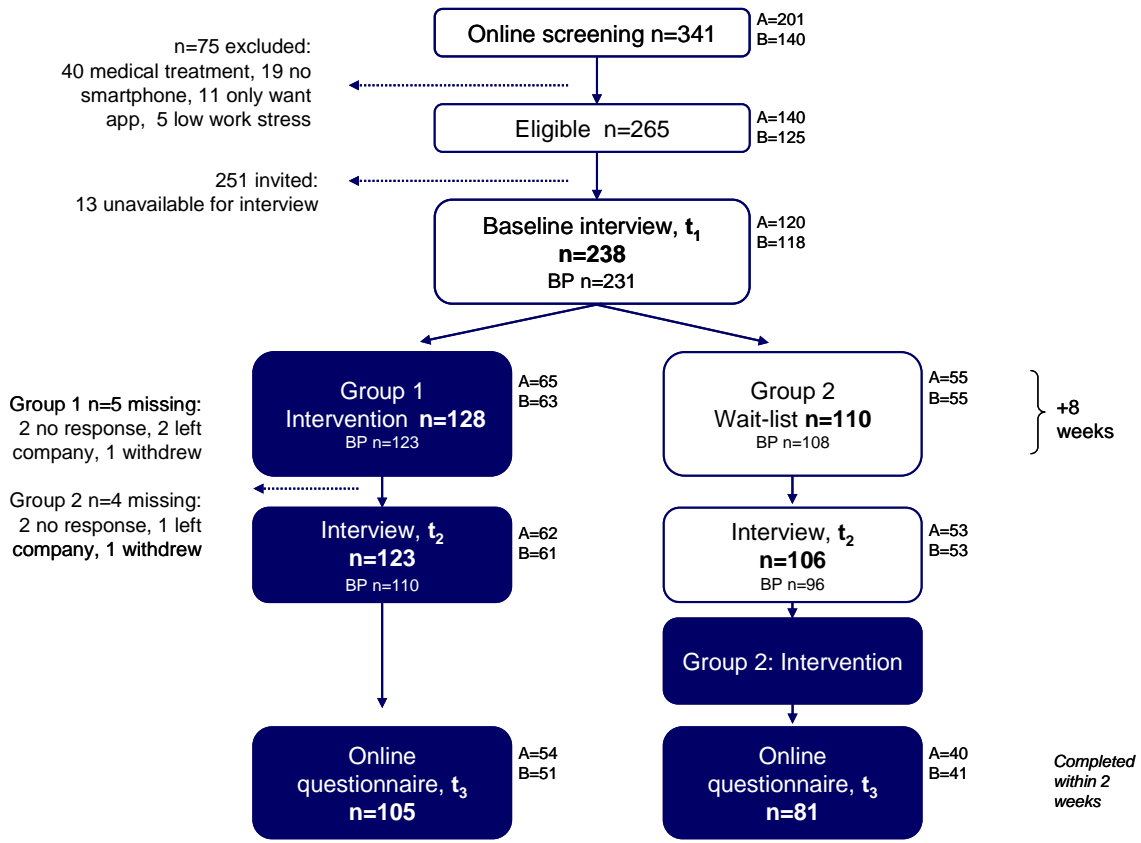 Online screening n=341
A=201
B=140
n=75 excluded:
40 medical treatment, 19 no
smartphone, 11 only want
app, 5 low work stress
Eligible n=265
A=140
B=125
251 invited:
13 unavailable for interview
Baseline interview, t1
n=238
BP n=231
A=120
B=118
Group 1
Intervention n=128
BP n=123
A=65
B=63
Group 2
Wait-list n=110
BP n=108
A=55
B=55
+8
weeks
Group 1 n=5 missing:
2 no response, 2 left
company, 1 withdrew
Group 2 n=4 missing:
2 no response, 1 left
company, 1 withdrew
Interview, t2
n=123
BP n=110
A=62
B=61
Interview, t2
n=106
BP n=96
A=53
B=53
Group 2: Intervention
Online
questionnaire, t3
n=105
A=54
B=51
Online
questionnaire, t3
n=81
A=40
B=41
Completed
within 2
weeks